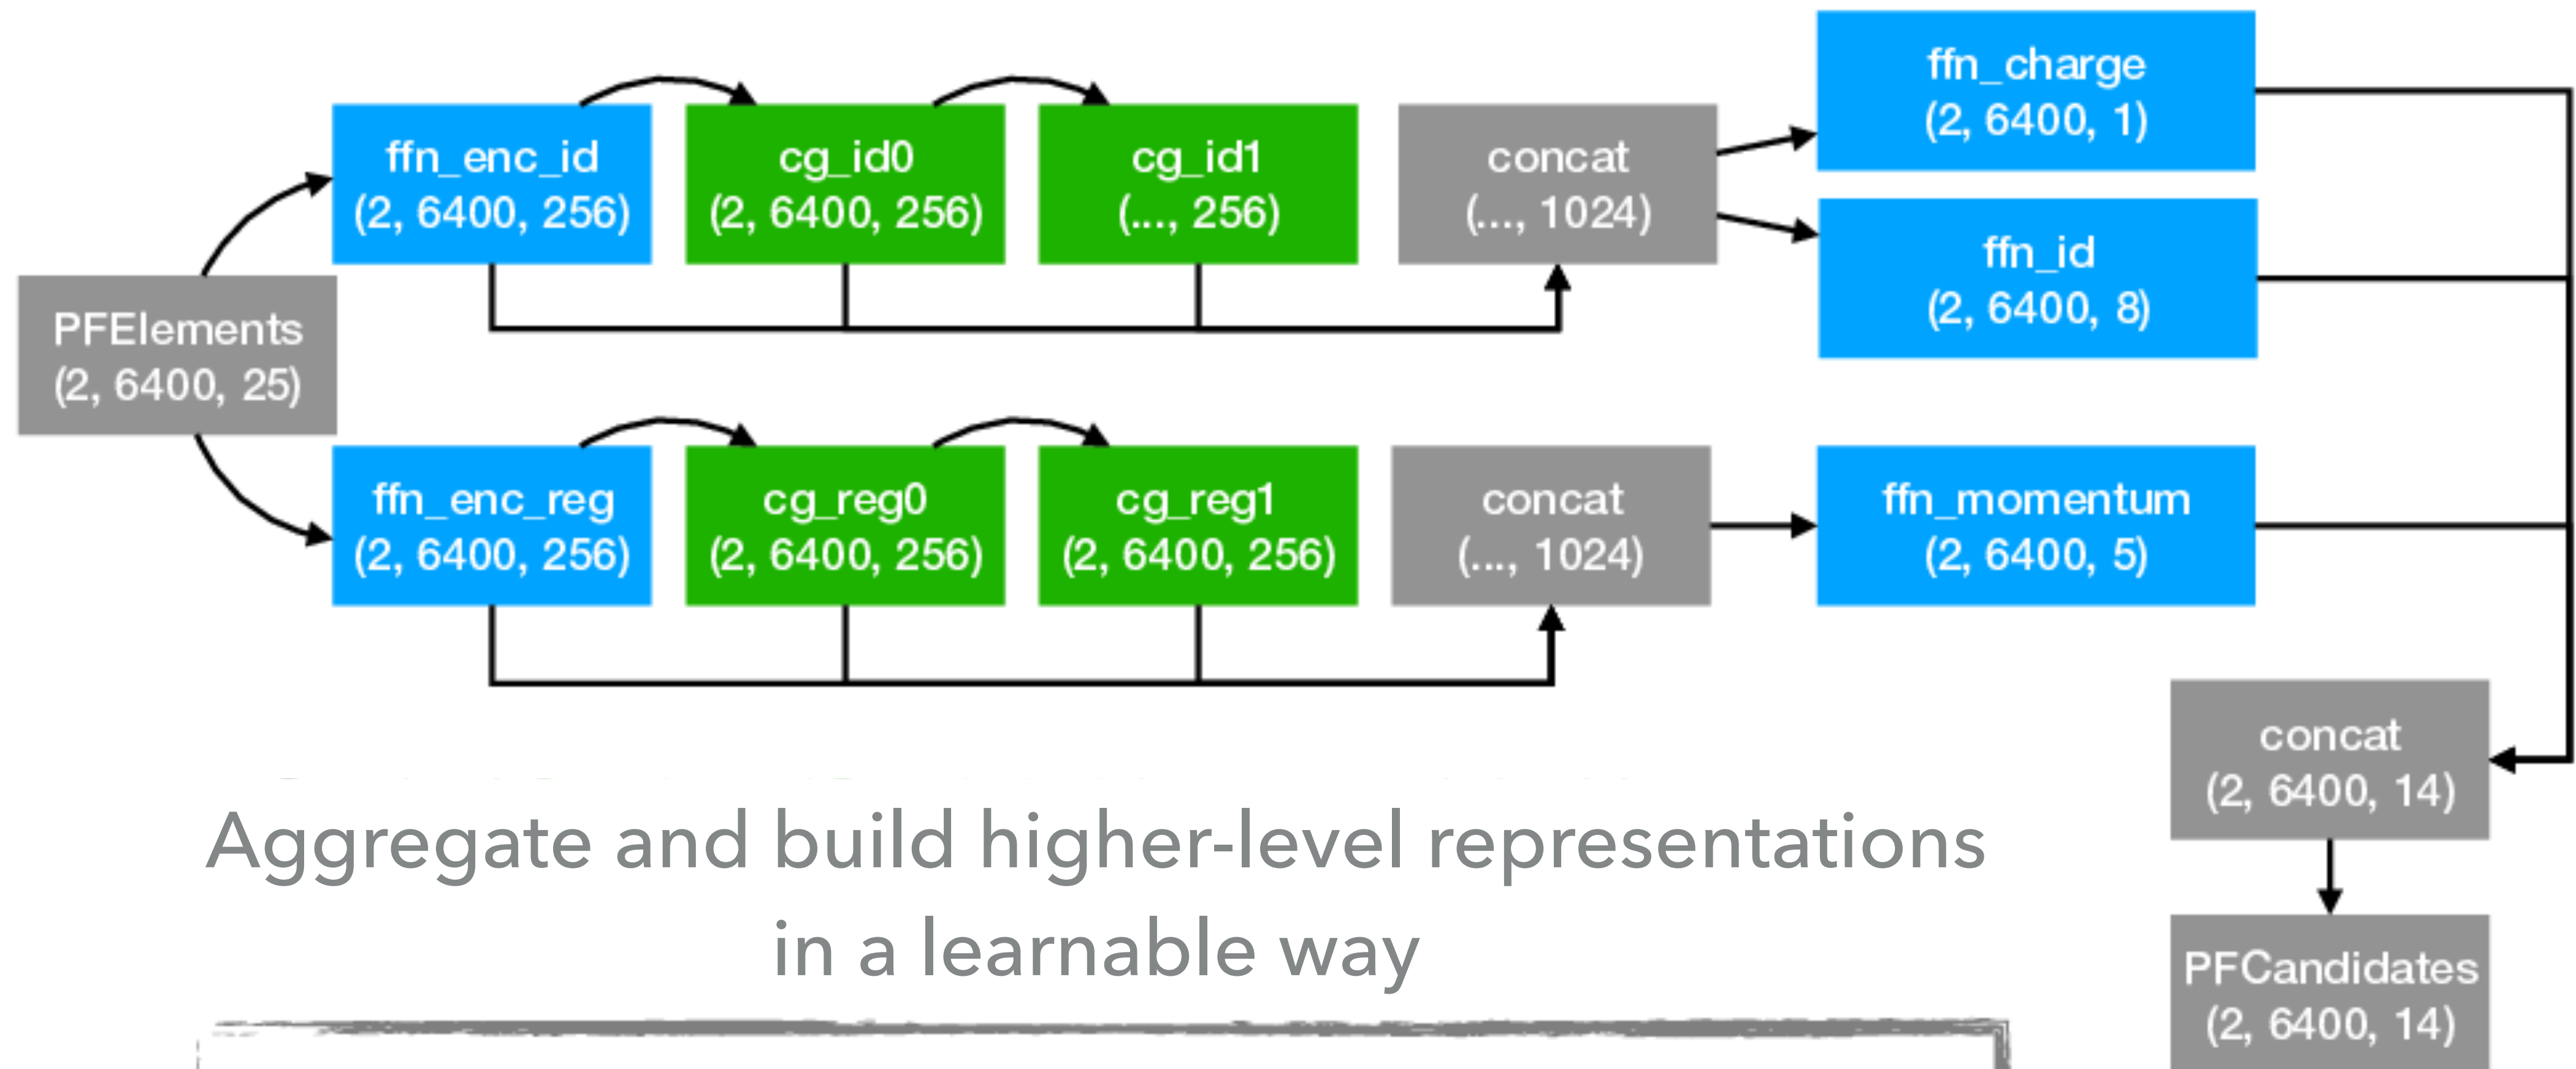 ffn_enc_id
(2, 6400, 256)
cg_id0
(2, 6400, 256)
cg_id1
(..., 256)
concat
(..., 1024)
ffn_charge
(2, 6400, 1)
ffn_id
(2, 6400, 8)
PFElements
(2, 6400, 25)
ffn_enc_reg
(2, 6400, 256)
cg_reg0
(2, 6400, 256)
cg_reg1
(2, 6400, 256)
concat
(..., 1024)
ffn_momentum
(2, 6400, 5)
concat
(2, 6400, 14)
PFCandidates
(2, 6400, 14)
Aggregate and build higher-level representations
in a learnable way